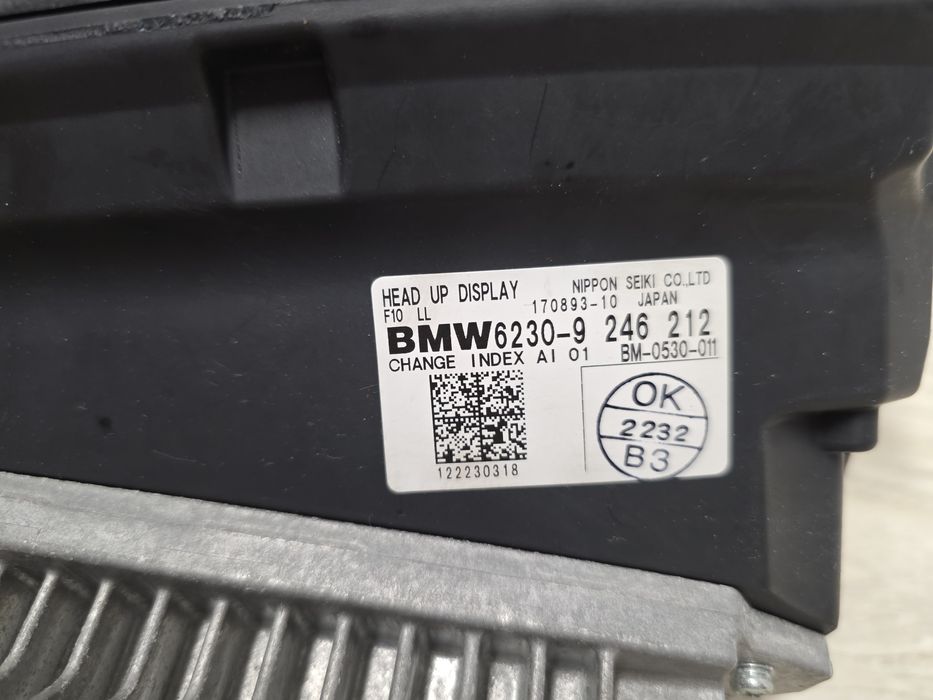 HEAD UP DISPLAY NIPPON SEIKI CO.,LTD
F10 LL 170893-10 JAPAN
BMW6230-9 246 212
CHANGE INDEX AI 01 BM-0530-011
122230318
OK
2232
B3